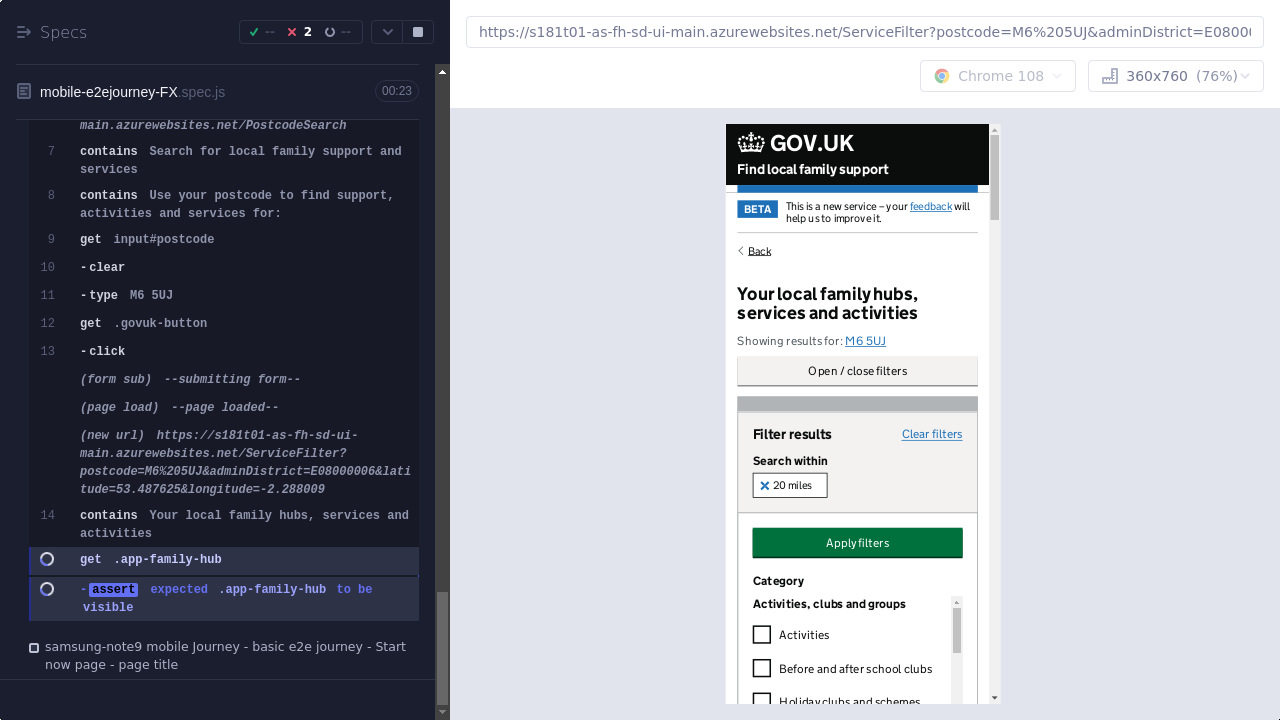 Specs
-- 2 --
mobile-e2ejourney-FX.spec.js 00:23
main.azurewebsites.net/PostcodeSearch
7 contains Search for local family support and
services
8 contains Use your postcode to find support,
activities and services for:
9 get input#postcode
10 -clear
11 -type M6 5UJ
12 get .govuk-button
13 -click
(form sub) --submitting form--
(page load) --page loaded--
(new url) https://s181t01-as-fh-sd-ui-
main.azurewebsites.net/ServiceFilter?
postcode=M6%205UJ&adminDistrict=E08000006&lati
tude=53.487625&longitude=-2.288009
14 contains Your local family hubs, services and
activities
get .app-family-hub
-assert expected .app-family-hub to be
visible
samsung-note9 mobile Journey - basic e2e journey - Start
now page - page title
https://s181t01-as-fh-sd-ui-main.azurewebsites.net/ServiceFilter?postcode=M6%205UJ&adminDistrict=E0800
Chrome 108
360x760 (76%)
GOV.UK
Find local family support
BETA This is a new service – your feedback will
help us to improve it.
Back
Your local family hubs,
services and activities
Showing results for: M6 5UJ
Open / close filters
Filter results Clear filters
Search within
20 miles
Apply filters
Category
Activities, clubs and groups
Activities
Before and after school clubs
Holiday clubs and schemes